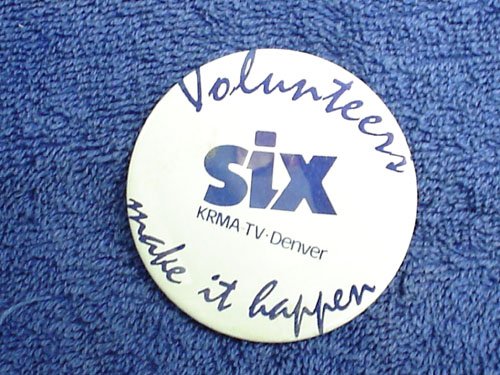 Volunteers
six
KRMA-TV·Denver
make it happen